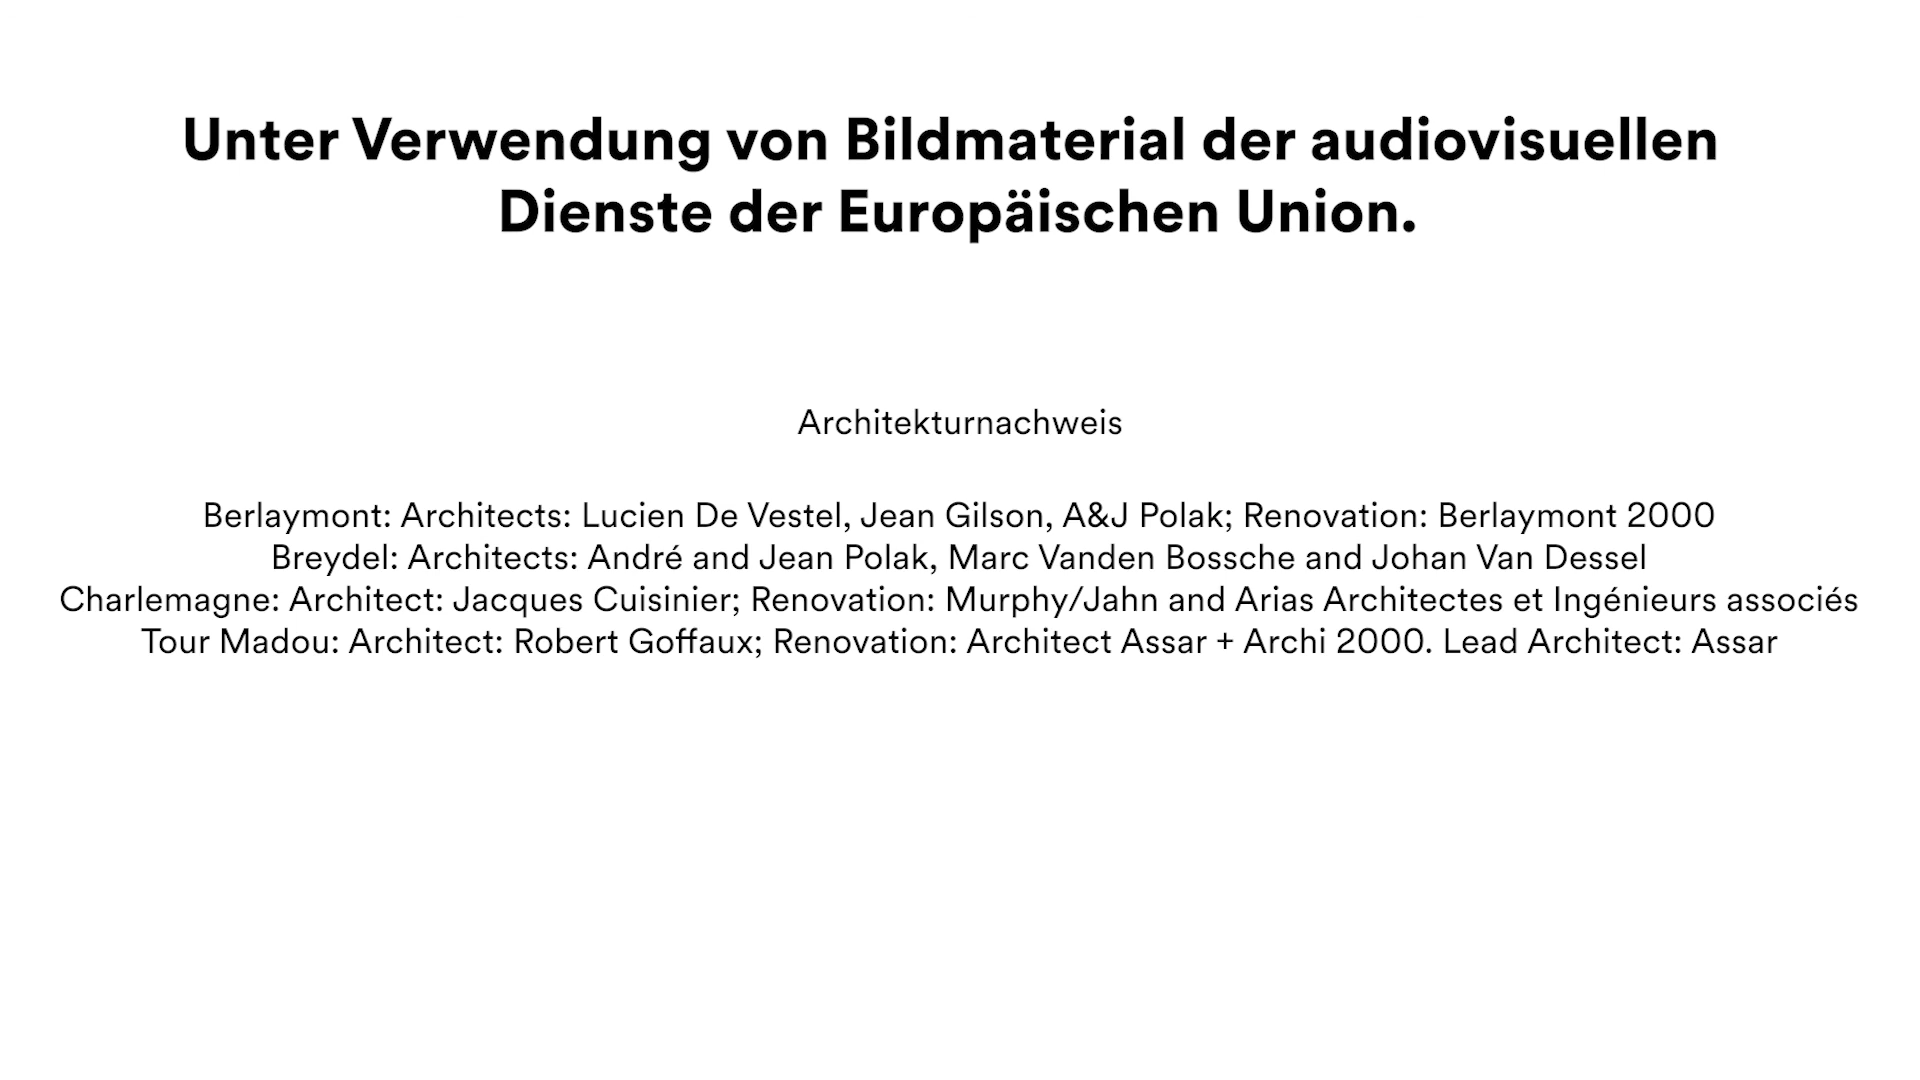 Unter Verwendung von Bildmaterial der audiovisuellen
Dienste der Europäischen Union.
Architekturnachweis
Berlaymont: Architects: Lucien De Vestel, Jean Gilson, A&J Polak; Renovation: Berlaymont 2000
Breydel: Architects: André and Jean Polak, Marc Vanden Bossche and Johan Van Dessel
Charlemagne: Architect: Jacques Cuisinier; Renovation: Murphy/Jahn and Arias Architectes et Ingénieurs associés
Tour Madou: Architect: Robert Goffaux; Renovation: Architect Assar + Archi 2000. Lead Architect: Assar